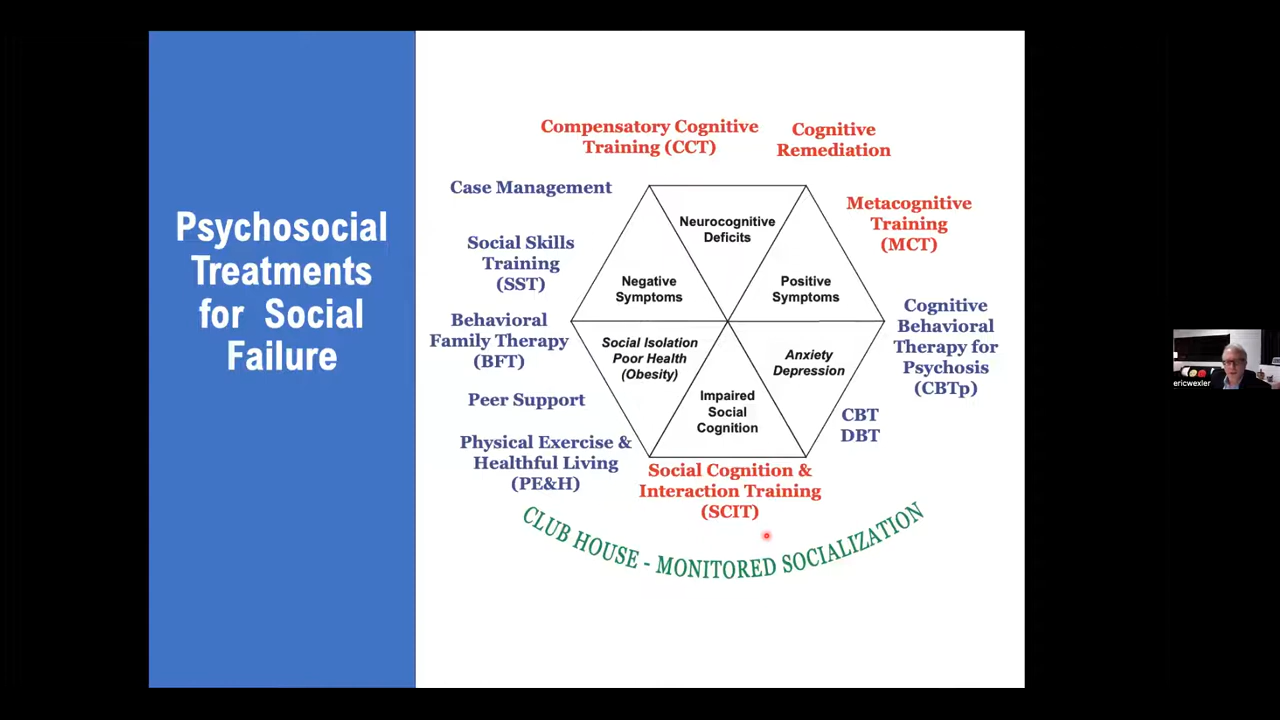 Psychosocial
Treatments
for Social
Failure
Compensatory Cognitive
Training (CCT)
Cognitive
Remediation
Case Management
Metacognitive
Training
(MCT)
Social Skills
Training
(SST)
Behavioral
Family Therapy
(BFT)
Cognitive
Behavioral
Therapy for
Psychosis
(CBTp)
Peer Support
CBT
DBT
Physical Exercise &
Healthful Living
(PE&H)
Social Cognition &
Interaction Training
(SCIT)
Neurocognitive
Deficits
Negative
Symptoms
Positive
Symptoms
Social Isolation
Poor Health
(Obesity)
Anxiety
Depression
Impaired
Social
Cognition
CLUB HOUSE - MONITORED SOCIALIZATION
ericwexler